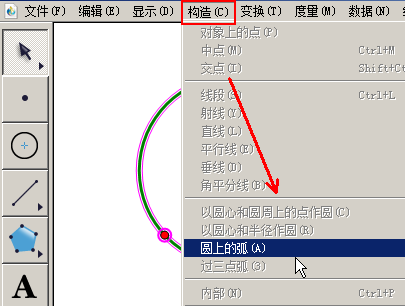 文件(F) 编辑(E) 显示(D) 构造(C) 变换(T) 度量(M) 数据(N)
对象上的点(P)
中点(M) Ctrl+M
交点(I) Shift+Ct
线段(S) Ctrl+L
射线(Y)
直线(L)
平行线(E)
垂线(D)
角平分线(B)
以圆心和圆周上的点作圆(C)
以圆心和半径作圆(R)
圆上的弧(A)
过三点弧(3)
内部(N) Ctrl+P
A